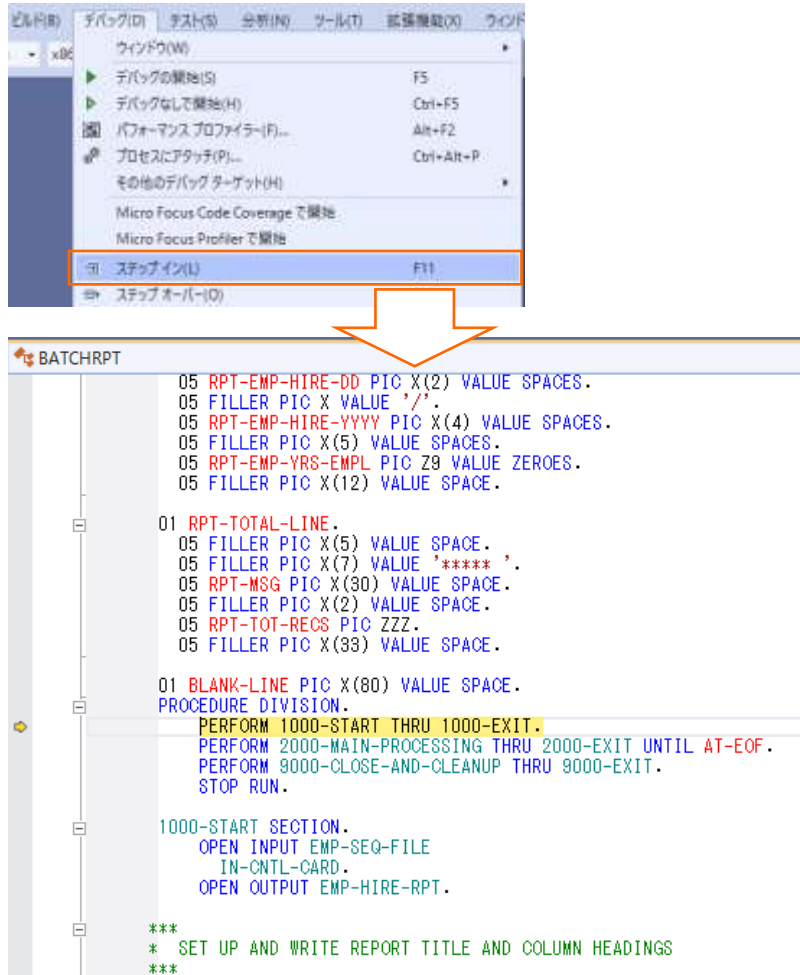 ビルド(B) デバッグ(D) テスト(S) 分析(N) ツール(T) 拡張機能(X) ウィンド
x86
ウィンドウ(W)
デバッグの開始(S) F5
デバッグなしで開始(H) Ctrl+F5
パフォーマンス プロファイラー(F)... Alt+F2
プロセスにアタッチ(P)... Ctrl+Alt+P
その他のデバッグ ターゲット(H)
Micro Focus Code Coverage で開始
Micro Focus Profiler で開始
ステップ イン(L) F11
ステップ オーバー(O)
BATCHRPT
05 RPT-EMP-HIRE-DD PIC X(2) VALUE SPACES.
05 FILLER PIC X VALUE '/'.
05 RPT-EMP-HIRE-YYYY PIC X(4) VALUE SPACES.
05 FILLER PIC X(5) VALUE SPACES.
05 RPT-EMP-YRS-EMPL PIC Z9 VALUE ZEROES.
05 FILLER PIC X(12) VALUE SPACE.
01 RPT-TOTAL-LINE.
05 FILLER PIC X(5) VALUE SPACE.
05 FILLER PIC X(7) VALUE '***** '.
05 RPT-MSG PIC X(30) VALUE SPACE.
05 FILLER PIC X(2) VALUE SPACE.
05 RPT-TOT-RECS PIC ZZZ.
05 FILLER PIC X(33) VALUE SPACE.
01 BLANK-LINE PIC X(80) VALUE SPACE.
PROCEDURE DIVISION.
PERFORM 1000-START THRU 1000-EXIT.
PERFORM 2000-MAIN-PROCESSING THRU 2000-EXIT UNTIL AT-EOF.
PERFORM 9000-CLOSE-AND-CLEANUP THRU 9000-EXIT.
STOP RUN.
1000-START SECTION.
OPEN INPUT EMP-SEQ-FILE
IN-CNTL-CARD.
OPEN OUTPUT EMP-HIRE-RPT.
***
* SET UP AND WRITE REPORT TITLE AND COLUMN HEADINGS
***